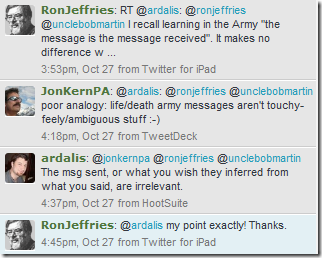 RonJeffries: RT @ardalis: @ronjeffries
@unclebobmartin I recall learning in the Army "the
message is the message received". It makes no
difference w ...
3:53pm, Oct 27 from Twitter for iPad
JonKernPA: @ardalis: @ronjeffries @unclebobmartin
poor analogy: life/death army messages aren't touchy-
feely/ambiguous stuff :-)
4:18pm, Oct 27 from TweetDeck
ardalis: @jonkernpa @ronjeffries @unclebobmartin
The msg sent, or what you wish they inferred from
what you said, are irrelevant.
4:37pm, Oct 27 from HootSuite
RonJeffries: @ardalis my point exactly! Thanks.
4:45pm, Oct 27 from Twitter for iPad